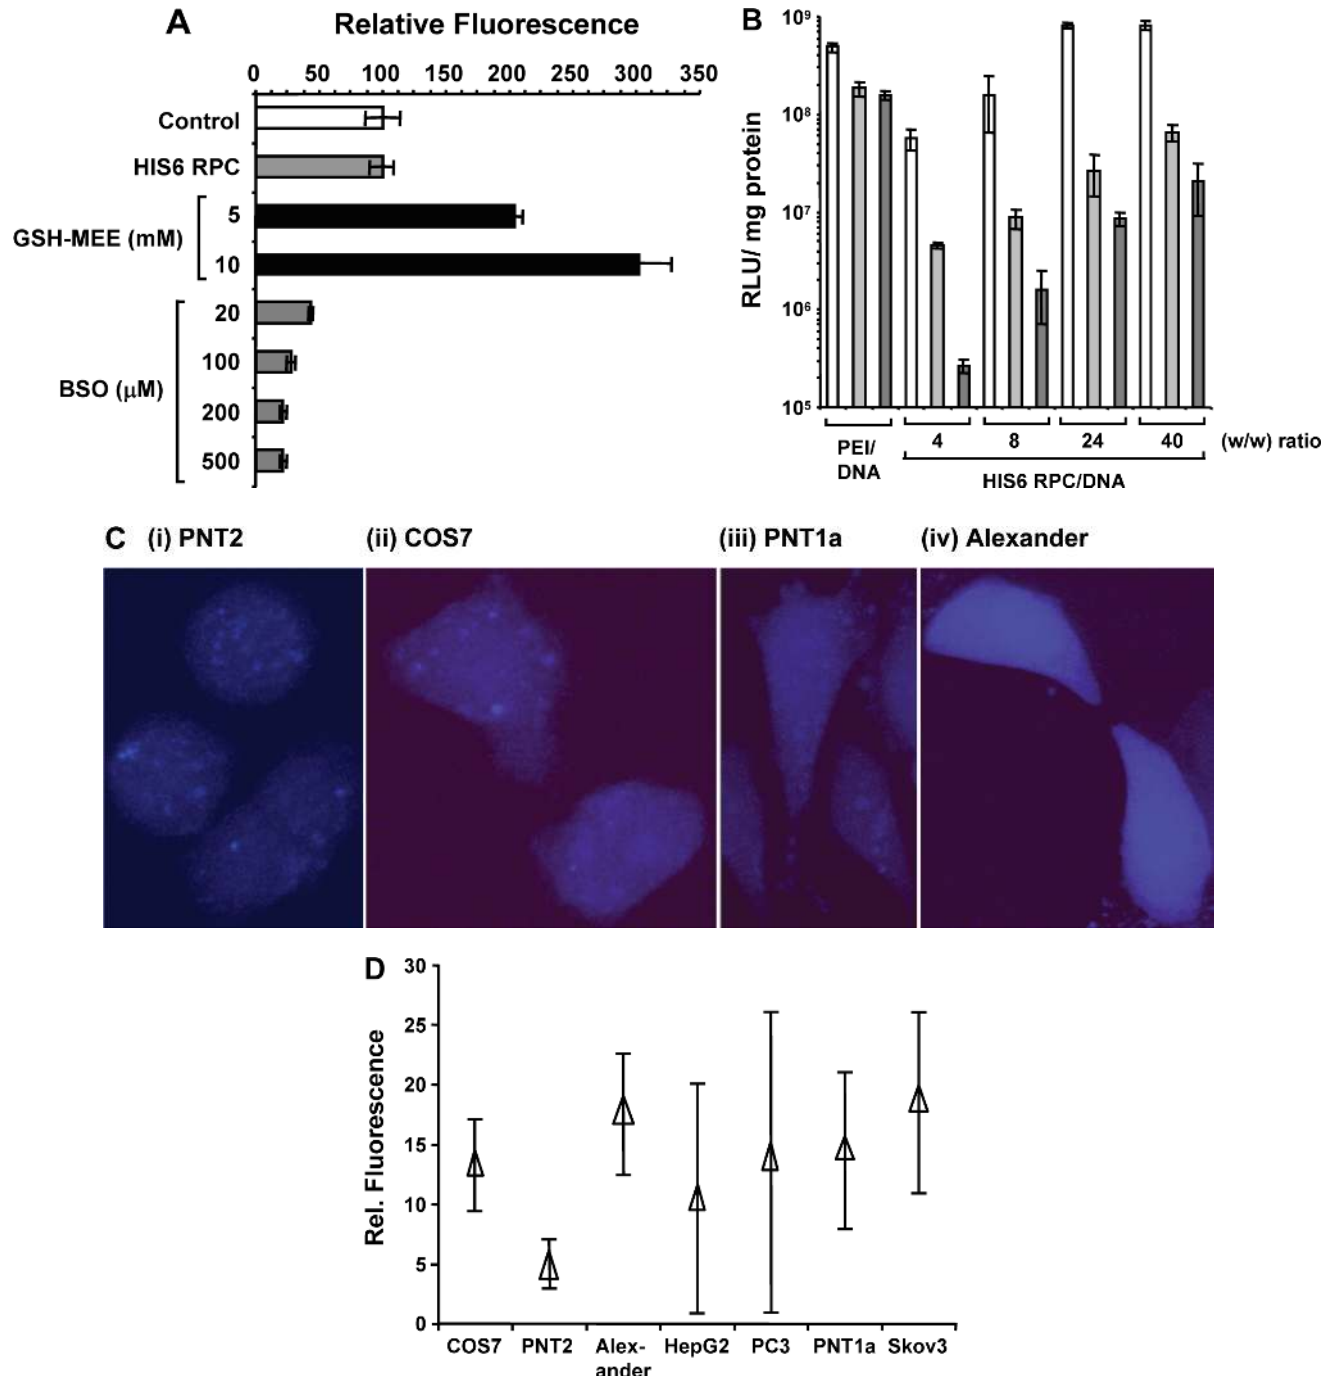 A
Relative Fluorescence
0 50 100 150 200 250 300 350
Control
HIS6 RPC
GSH-MEE (mM)
5
10
BSO (μM)
20
100
200
500
B
RLU/ mg protein
10⁹
10⁸
10⁷
10⁶
10⁵
4 8 24 40 (w/w) ratio
PEI/
DNA
HIS6 RPC/DNA
C (i) PNT2 (ii) COS7 (iii) PNT1a (iv) Alexander
D
Rel. Fluorescence
30
25
20
15
10
5
0
COS7 PNT2 Alex- HepG2 PC3 PNT1a Skov3
ander